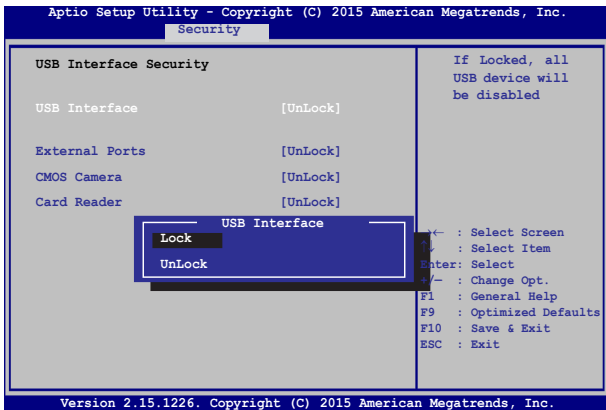 Aptio Setup Utility - Copyright (C) 2015 American Megatrends, Inc.
Security
USB Interface Security
USB Interface [UnLock]
External Ports [UnLock]
CMOS Camera [UnLock]
Card Reader [UnLock]
USB Interface
Lock
UnLock
If Locked, all
USB device will
be disabled
→← : Select Screen
↑↓ : Select Item
Enter: Select
+/— : Change Opt.
F1 : General Help
F9 : Optimized Defaults
F10 : Save & Exit
ESC : Exit
Version 2.15.1226. Copyright (C) 2015 American Megatrends, Inc.